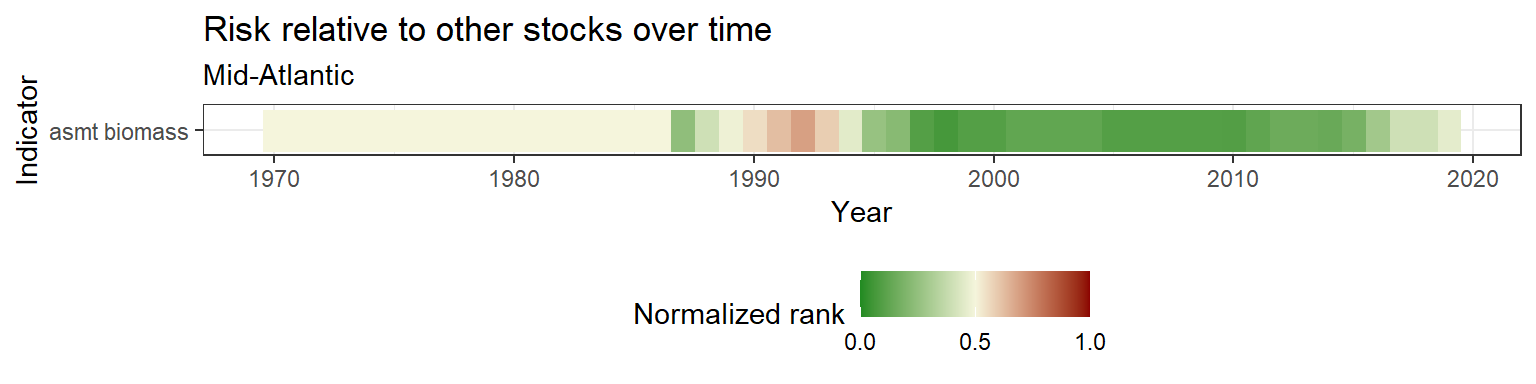 Risk relative to other stocks over time
Mid-Atlantic
Indicator
asmt biomass
1970 1980 1990 2000 2010 2020
Year
Normalized rank
0.0 0.5 1.0